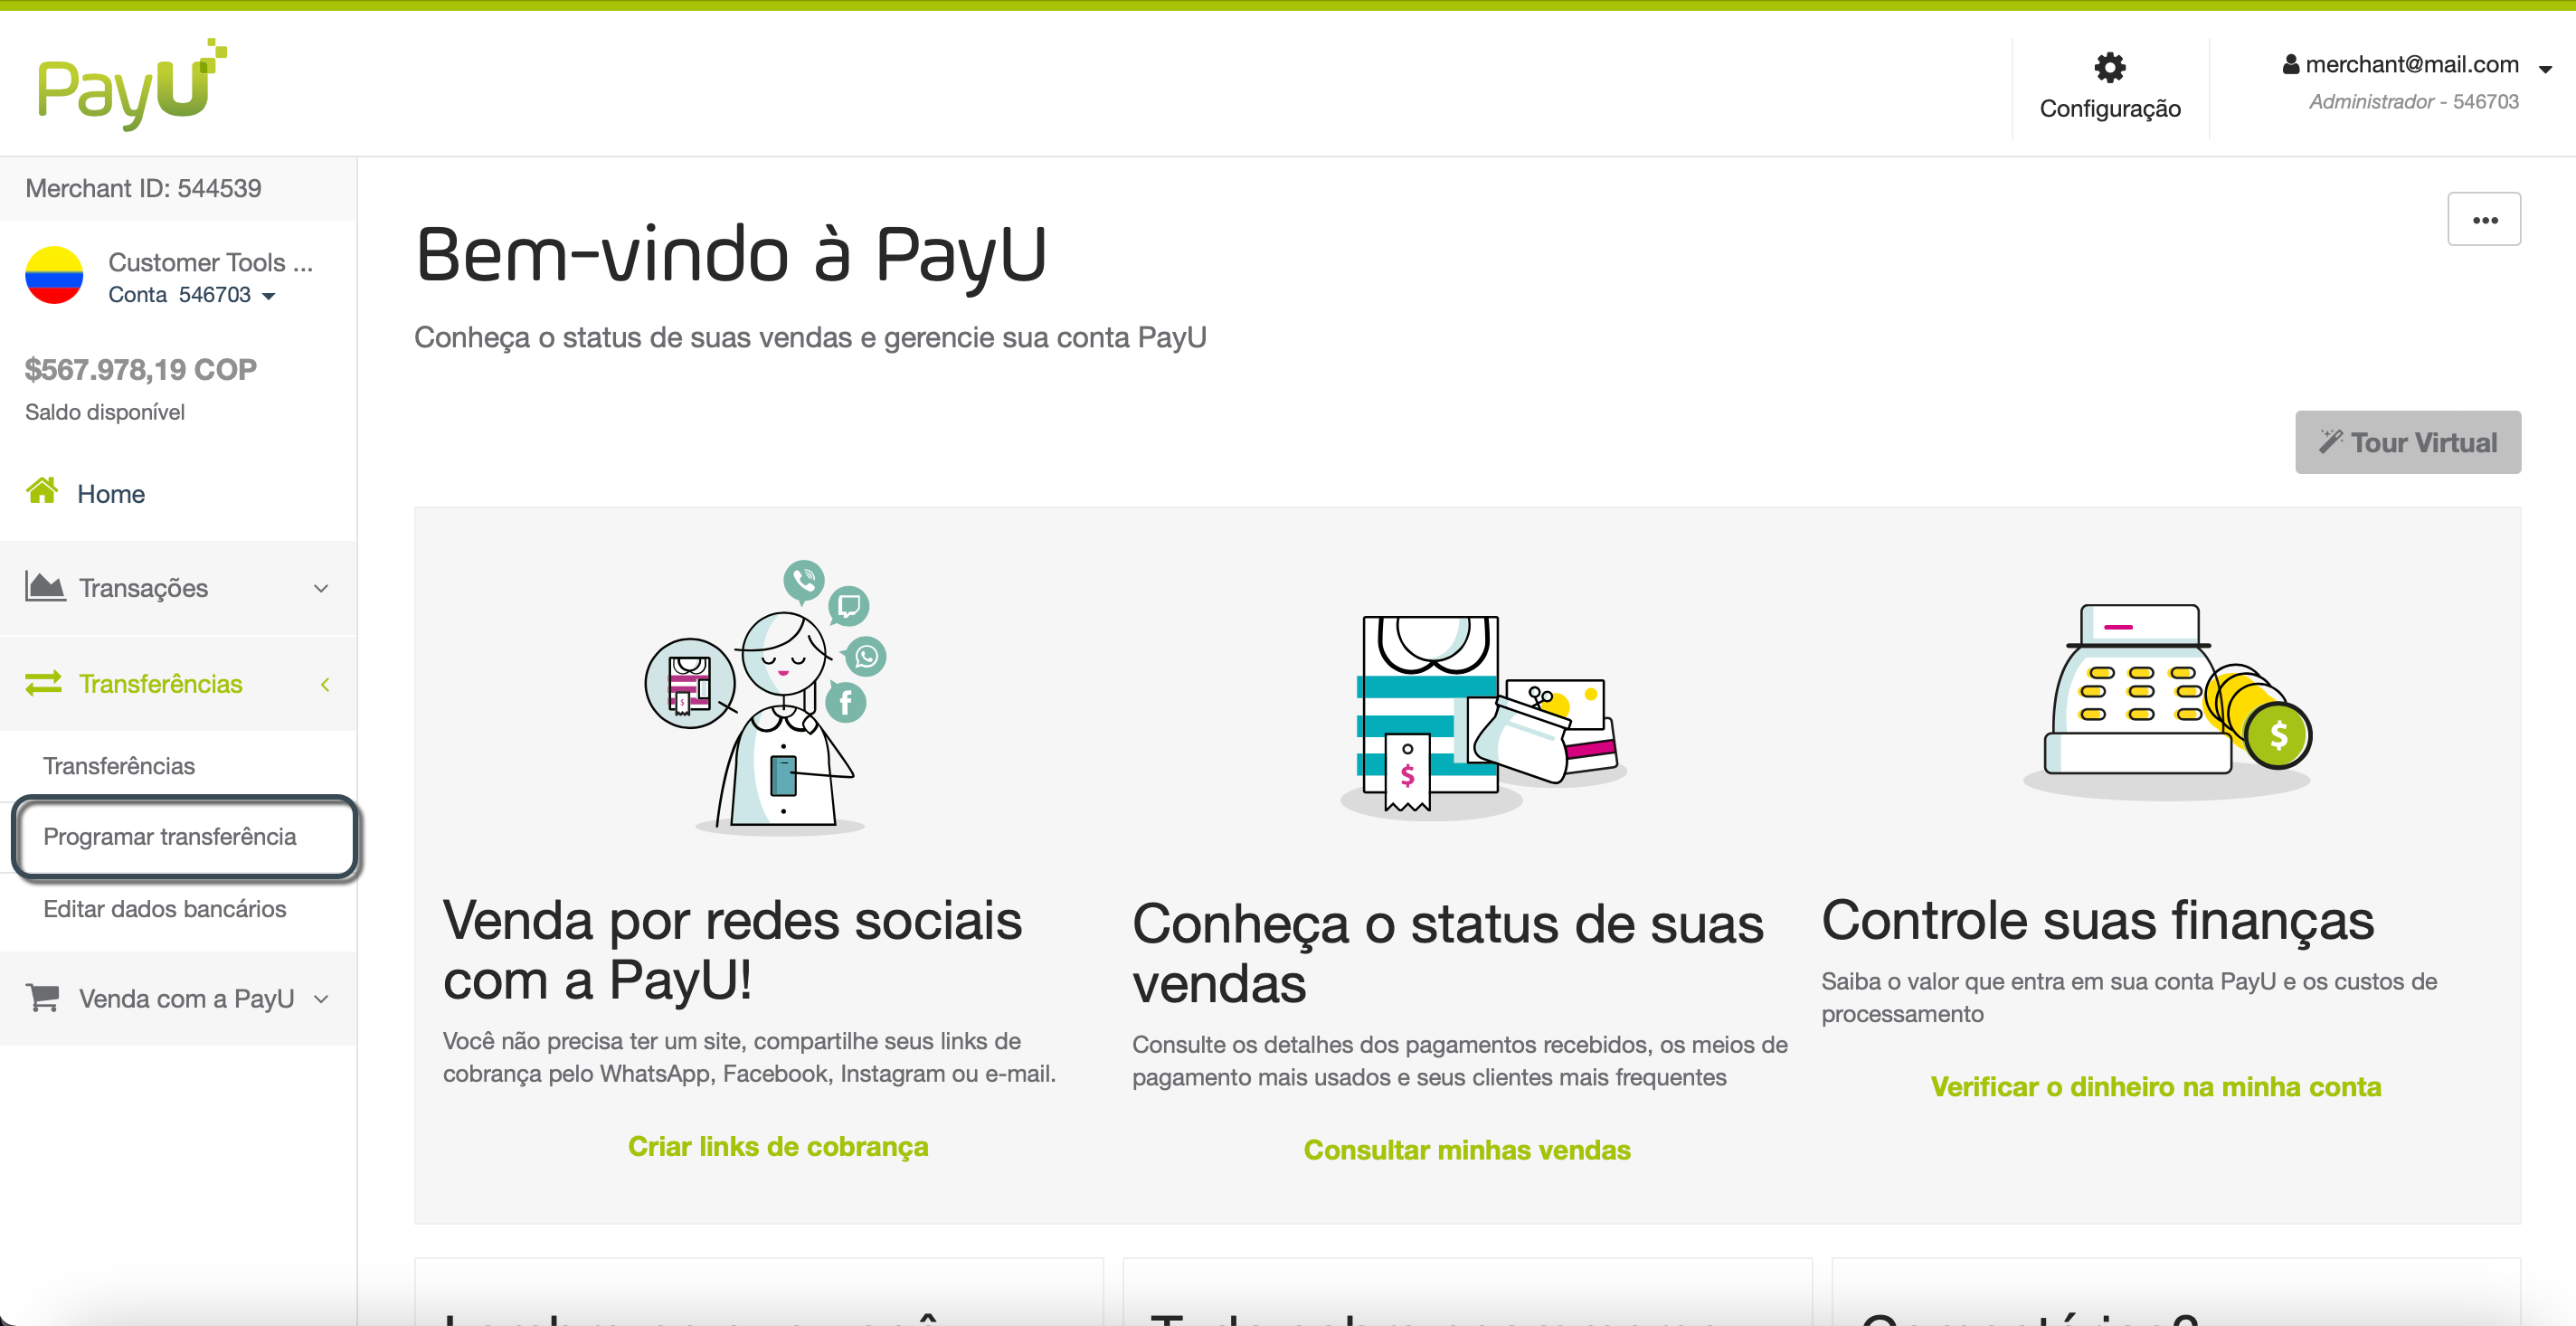 PayU
Configuração
merchant@mail.com
Administrador - 546703
Merchant ID: 544539
Customer Tools ...
Conta 546703
$567.978,19 COP
Saldo disponível
Home
Transações
Transferências
Transferências
Programar transferência
Editar dados bancários
Venda com a PayU
Bem-vindo à PayU
Conheça o status de suas vendas e gerencie sua conta PayU
Tour Virtual
Venda por redes sociais
com a PayU!
Você não precisa ter um site, compartilhe seus links de
cobrança pelo WhatsApp, Facebook, Instagram ou e-mail.
Criar links de cobrança
Conheça o status de suas
vendas
Consulte os detalhes dos pagamentos recebidos, os meios de
pagamento mais usados e seus clientes mais frequentes
Consultar minhas vendas
Controle suas finanças
Saiba o valor que entra em sua conta PayU e os custos de
processamento
Verificar o dinheiro na minha conta